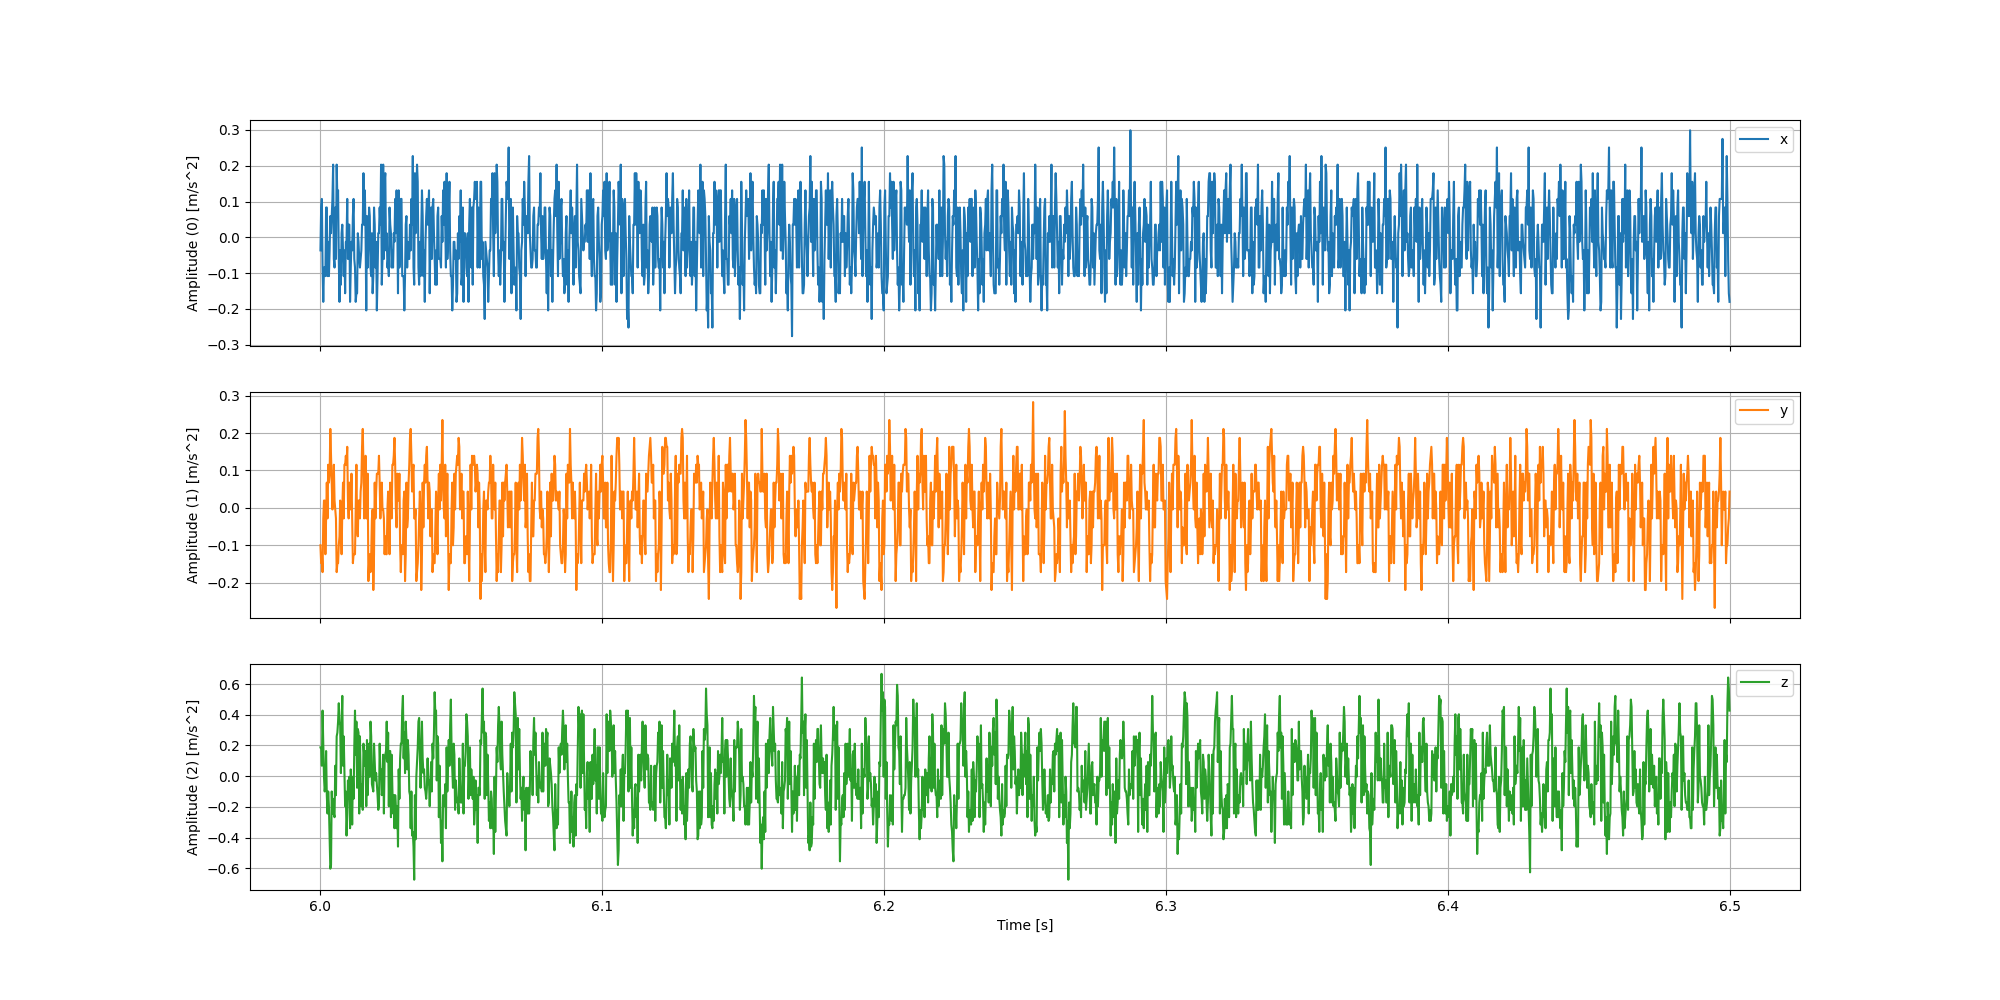 0.3
0.2
0.1
0.0
−0.1
−0.2
−0.3
Amplitude (0) [m/s^2]
x
0.3
0.2
0.1
0.0
−0.1
−0.2
Amplitude (1) [m/s^2]
y
0.6
0.4
0.2
0.0
−0.2
−0.4
−0.6
Amplitude (2) [m/s^2]
z
6.0 6.1 6.2 6.3 6.4 6.5
Time [s]